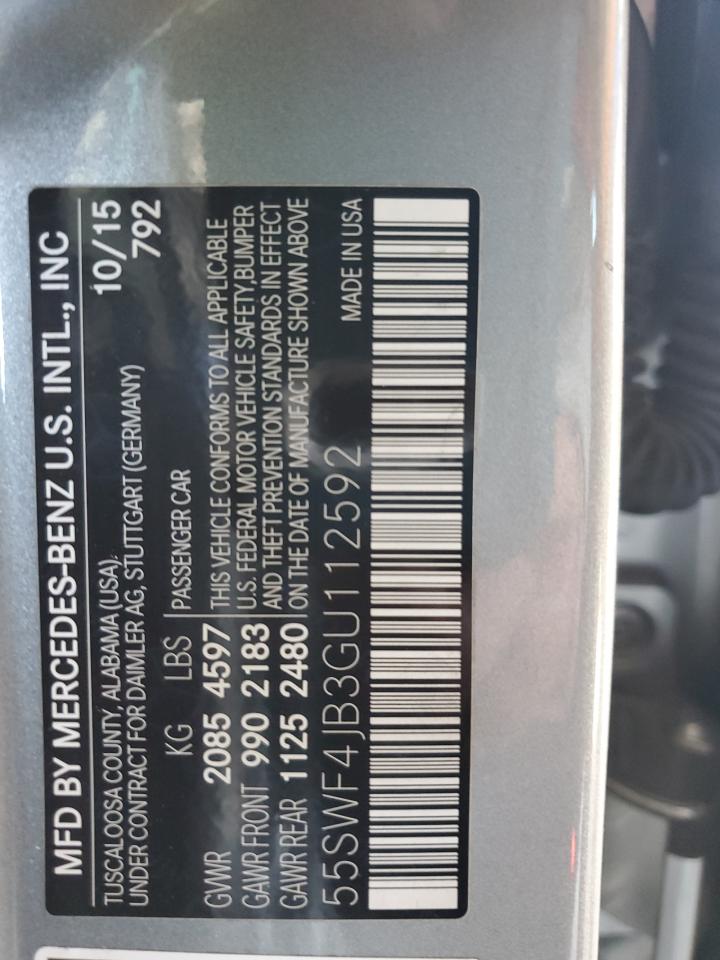 MFD BY MERCEDES-BENZ U.S. INTL., INC
TUSCALOOSA COUNTY, ALABAMA (USA). 10/15
UNDER CONTRACT FOR DAIMLER AG, STUTTGART (GERMANY) 792
KG LBS PASSENGER CAR
GVWR 2085 4597 THIS VEHICLE CONFORMS TO ALL APPLICABLE
GAWR FRONT 990 2183 U.S. FEDERAL MOTOR VEHICLE SAFETY,BUMPER
AND THEFT PREVENTION STANDARDS IN EFFECT
GAWR REAR 1125 2480 ON THE DATE OF MANUFACTURE SHOWN ABOVE
55SWF4JB3GU112592 MADE IN USA